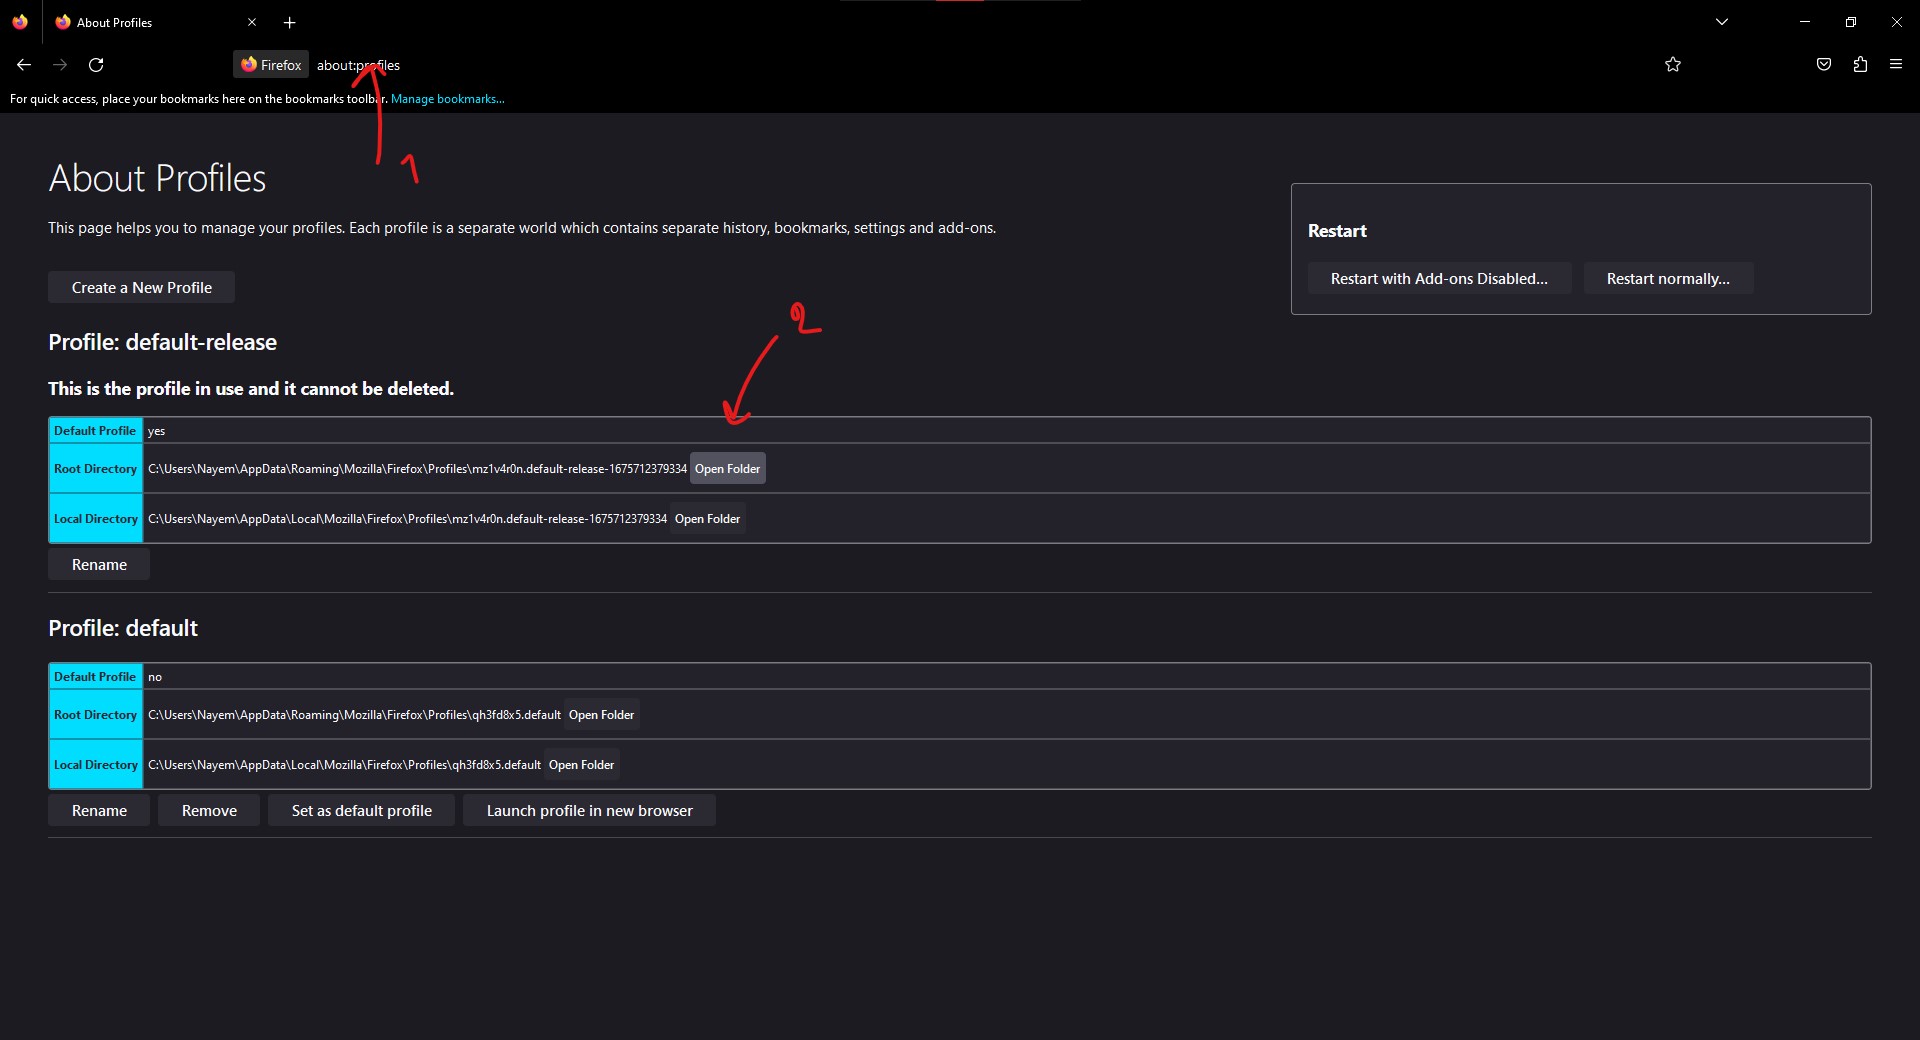 About Profiles
Firefox about:profiles
For quick access, place your bookmarks here on the bookmarks toolbar. Manage bookmarks...
1
About Profiles
This page helps you to manage your profiles. Each profile is a separate world which contains separate history, bookmarks, settings and add-ons.
Restart
Restart with Add-ons Disabled... Restart normally...
Create a New Profile
2
Profile: default-release
This is the profile in use and it cannot be deleted.
Default Profile yes
Root Directory C:\Users\Nayem\AppData\Roaming\Mozilla\Firefox\Profiles\mz1v4r0n.default-release-1675712379334 Open Folder
Local Directory C:\Users\Nayem\AppData\Local\Mozilla\Firefox\Profiles\mz1v4r0n.default-release-1675712379334 Open Folder
Rename
Profile: default
Default Profile no
Root Directory C:\Users\Nayem\AppData\Roaming\Mozilla\Firefox\Profiles\qh3fd8x5.default Open Folder
Local Directory C:\Users\Nayem\AppData\Local\Mozilla\Firefox\Profiles\qh3fd8x5.default Open Folder
Rename Remove Set as default profile Launch profile in new browser